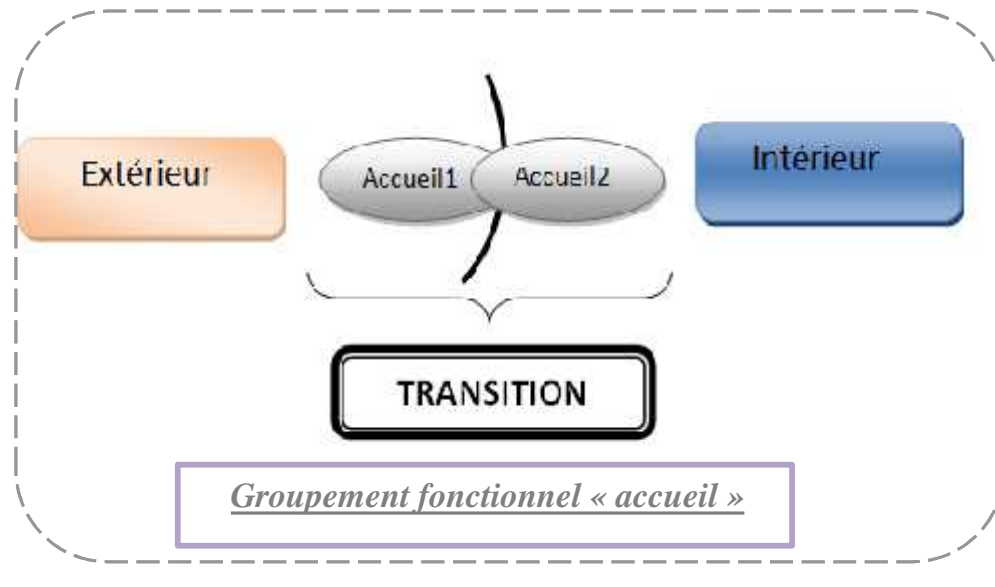 Extérieur
Accueil1
Accueil2
Intérieur
TRANSITION
Groupement fonctionnel « accueil »